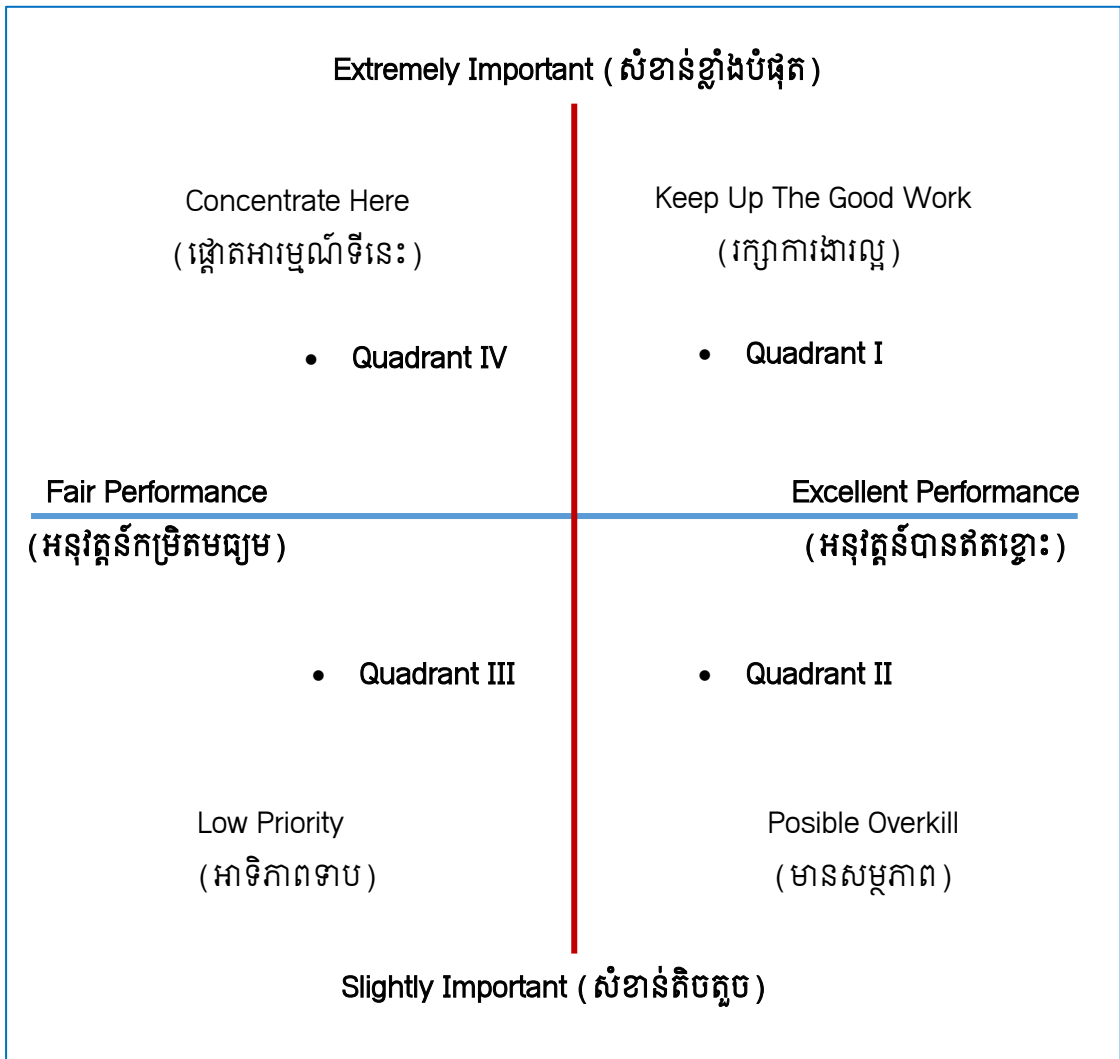 Extremely Important (សំខាន់ខ្លាំងបំផុត)
Concentrate Here
(ផ្តោតអារម្មណ៍ទីនេះ)
Keep Up The Good Work
(រក្សាការងារល្អ)
• Quadrant IV
• Quadrant I
Fair Performance
(អនុវត្តន៍កម្រិតមធ្យម)
Excellent Performance
(អនុវត្តន៍បានឥតខ្ចោះ)
• Quadrant III
• Quadrant II
Low Priority
(អាទិភាពទាប)
Posible Overkill
(មានសម្ថភាព)
Slightly Important (សំខាន់តិចតួច)